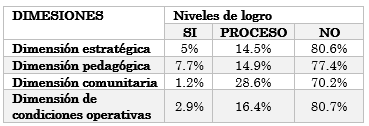 DIMESIONES Niveles de logro
SI PROCESO NO
Dimensión estratégica 5% 14.5% 80.6%
Dimensión pedagógica 7.7% 14.9% 77.4%
Dimensión comunitaria 1.2% 28.6% 70.2%
Dimensión de
condiciones operativas 2.9% 16.4% 80.7%